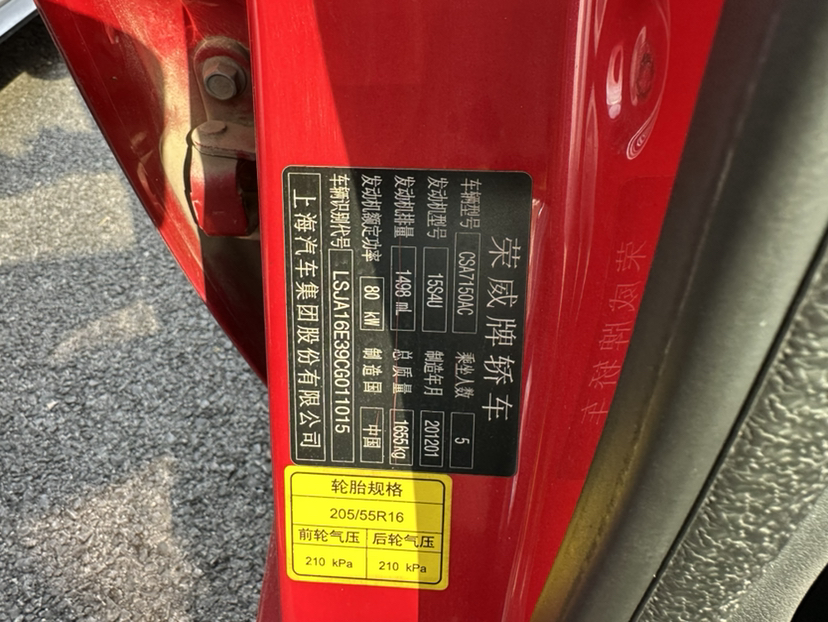 荣威牌轿车
车辆型号 CSA7150AC 乘坐人数 5
发动机型号 15S4U 制造年月 201201
发动机排量 1498 mL 总质量 1655kg
发动机额定功率 80 kW 制造国 中国
车辆识别代号 LSJA16E39CG011015
上海汽车集团股份有限公司
轮胎规格
205/55R16
前轮气压 后轮气压
210 kPa 210 kPa